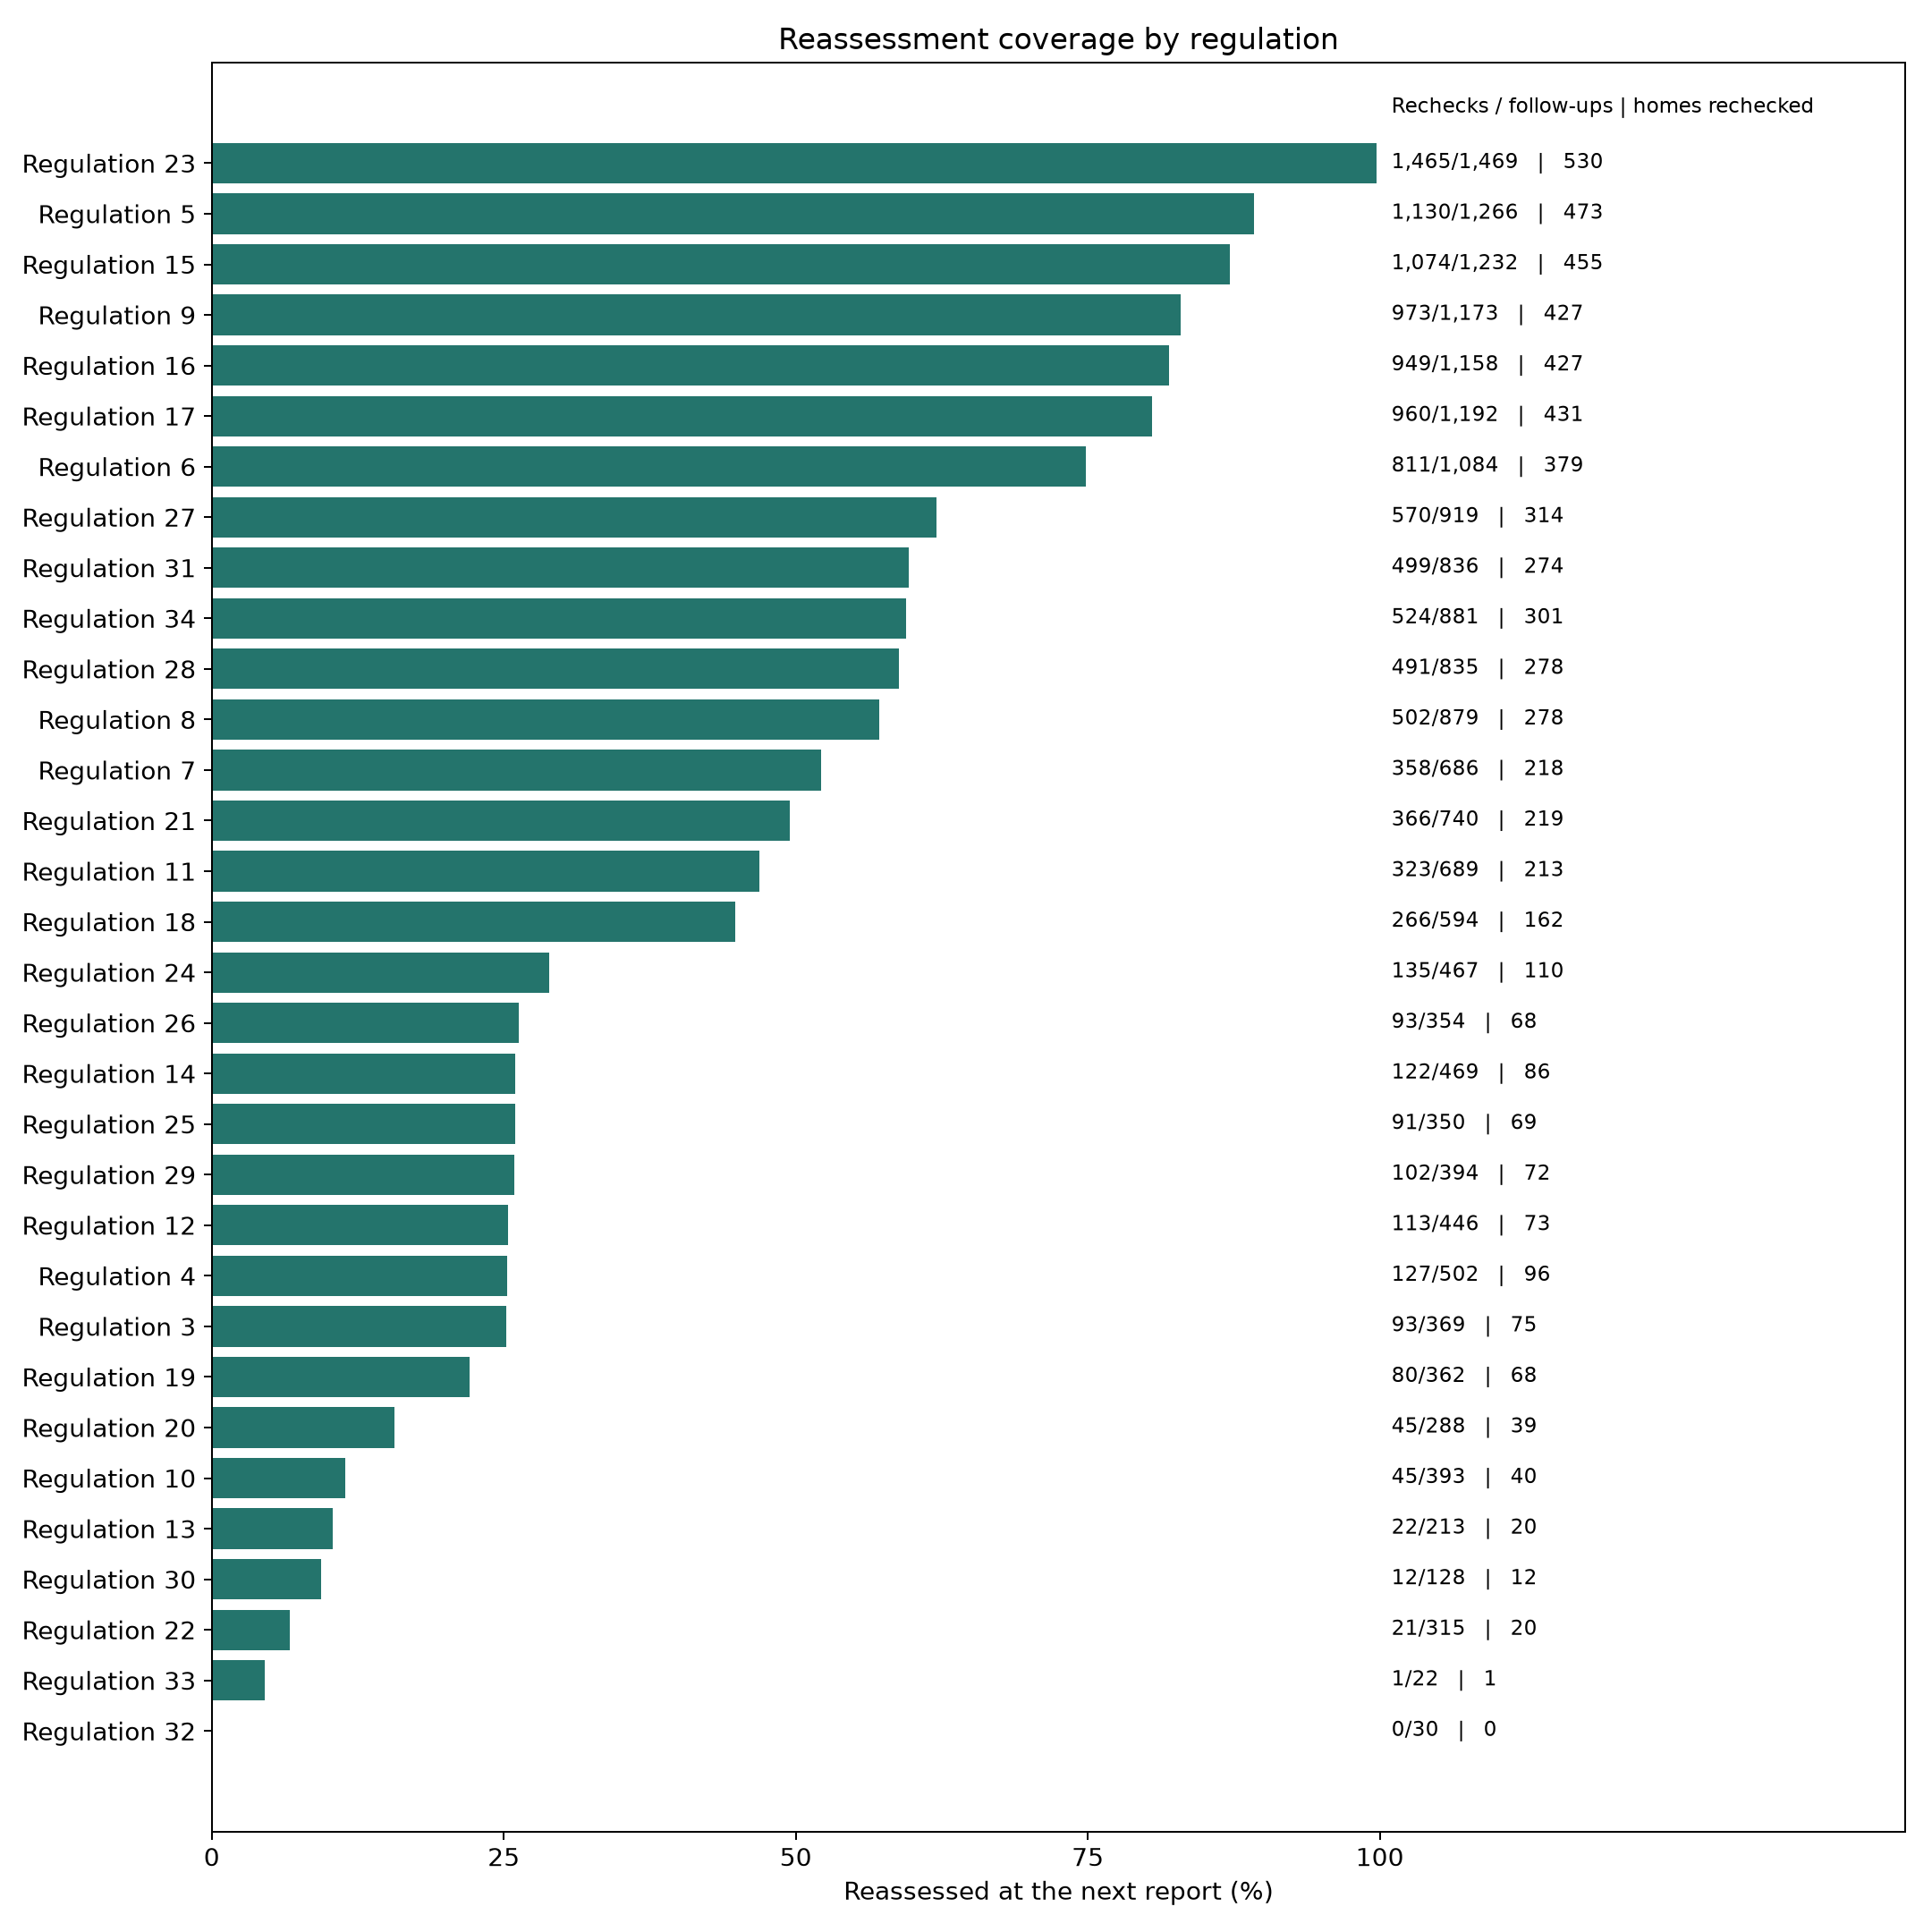 Reassessment coverage by regulation
Rechecks / follow-ups | homes rechecked
Regulation 23 1,465/1,469 | 530
Regulation 5 1,130/1,266 | 473
Regulation 15 1,074/1,232 | 455
Regulation 9 973/1,173 | 427
Regulation 16 949/1,158 | 427
Regulation 17 960/1,192 | 431
Regulation 6 811/1,084 | 379
Regulation 27 570/919 | 314
Regulation 31 499/836 | 274
Regulation 34 524/881 | 301
Regulation 28 491/835 | 278
Regulation 8 502/879 | 278
Regulation 7 358/686 | 218
Regulation 21 366/740 | 219
Regulation 11 323/689 | 213
Regulation 18 266/594 | 162
Regulation 24 135/467 | 110
Regulation 26 93/354 | 68
Regulation 14 122/469 | 86
Regulation 25 91/350 | 69
Regulation 29 102/394 | 72
Regulation 12 113/446 | 73
Regulation 4 127/502 | 96
Regulation 3 93/369 | 75
Regulation 19 80/362 | 68
Regulation 20 45/288 | 39
Regulation 10 45/393 | 40
Regulation 13 22/213 | 20
Regulation 30 12/128 | 12
Regulation 22 21/315 | 20
Regulation 33 1/22 | 1
Regulation 32 0/30 | 0
0 25 50 75 100
Reassessed at the next report (%)